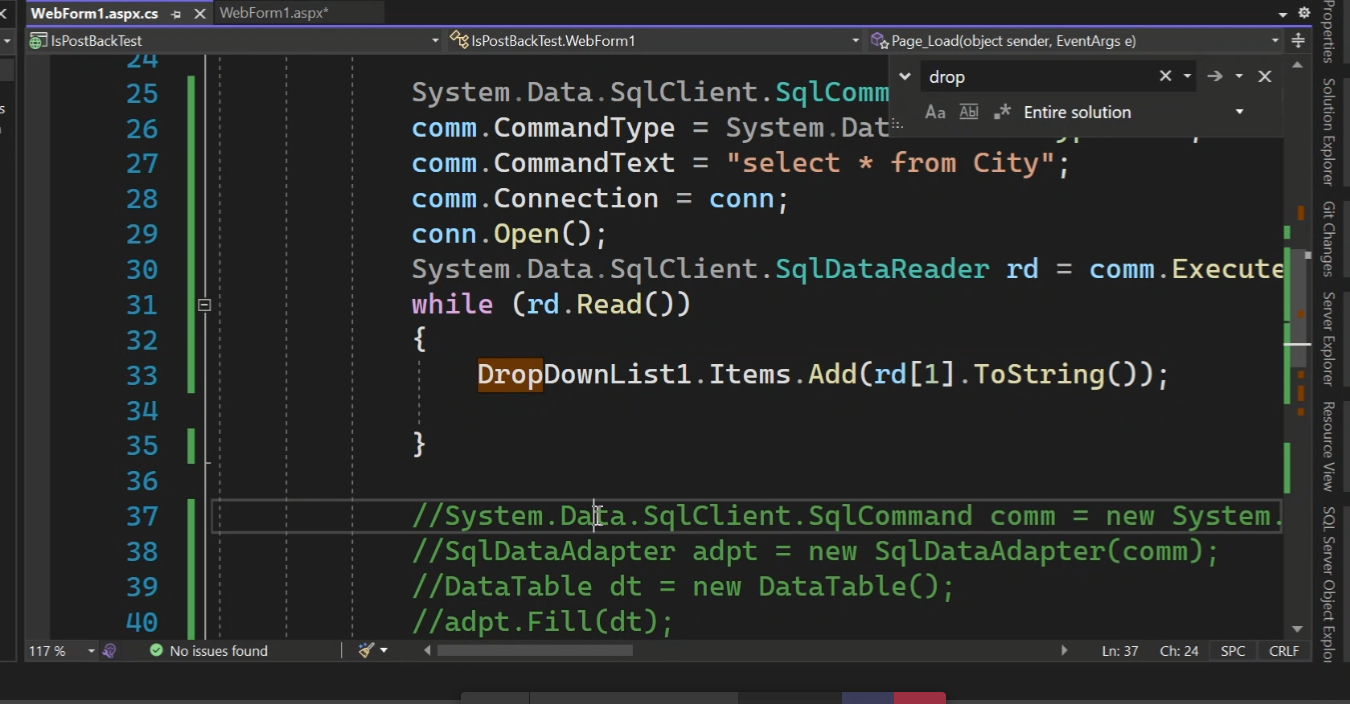 WebForm1.aspx.cs WebForm1.aspx*
IsPostBackTest IsPostBackTest.WebForm1 Page_Load(object sender, EventArgs e)
drop
Aa Abl .* Entire solution
24
25 System.Data.SqlClient.SqlComm
26 comm.CommandType = System.Dat
27 comm.CommandText = "select * from City";
28 comm.Connection = conn;
29 conn.Open();
30 System.Data.SqlClient.SqlDataReader rd = comm.Execute
31 while (rd.Read())
32 {
33 DropDownList1.Items.Add(rd[1].ToString());
34
35 }
36
37 //System.Data.SqlClient.SqlCommand comm = new System.
38 //SqlDataAdapter adpt = new SqlDataAdapter(comm);
39 //DataTable dt = new DataTable();
40 //adpt.Fill(dt);
117 % No issues found Ln: 37 Ch: 24 SPC CRLF
Properties
Solution Explorer
Git Changes
Server Explorer
Resource View
SQL Server Object Explor